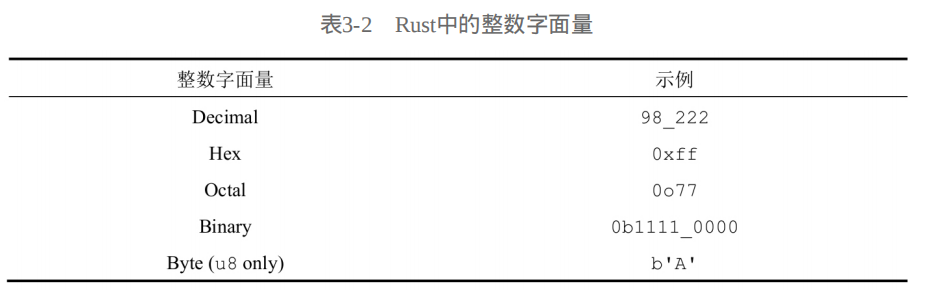 表3-2 Rust中的整数字面量
整数字面量 示例
Decimal 98_222
Hex 0xff
Octal 0o77
Binary 0b1111_0000
Byte (u8 only) b'A'